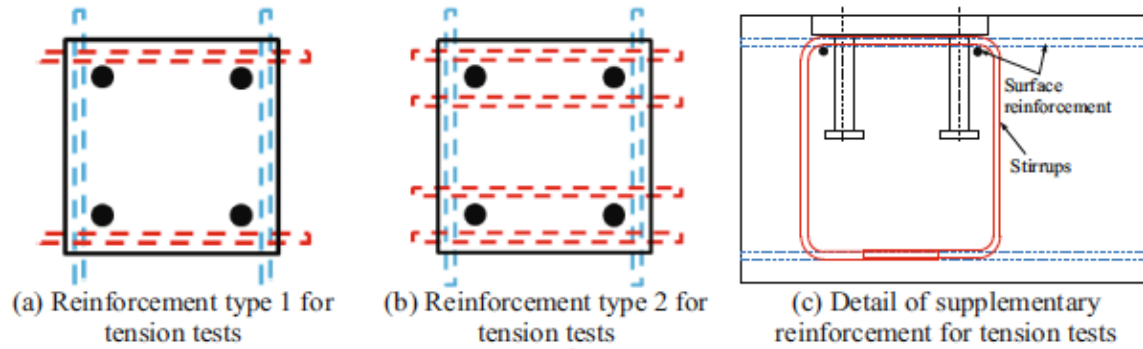 Surface
reinforcement
Stirrups
(a) Reinforcement type 1 for
tension tests
(b) Reinforcement type 2 for
tension tests
(c) Detail of supplementary
reinforcement for tension tests